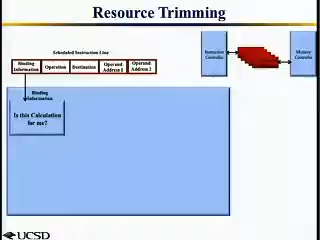 Resource Trimming
Scheduled Instruction Line
Binding
Information
Operation
Destination
Operand
Address 1
Operand
Address 2
Instruction
Controller
Memory
Controller
Binding
Information
Is this Calculation
for me?
UCSD